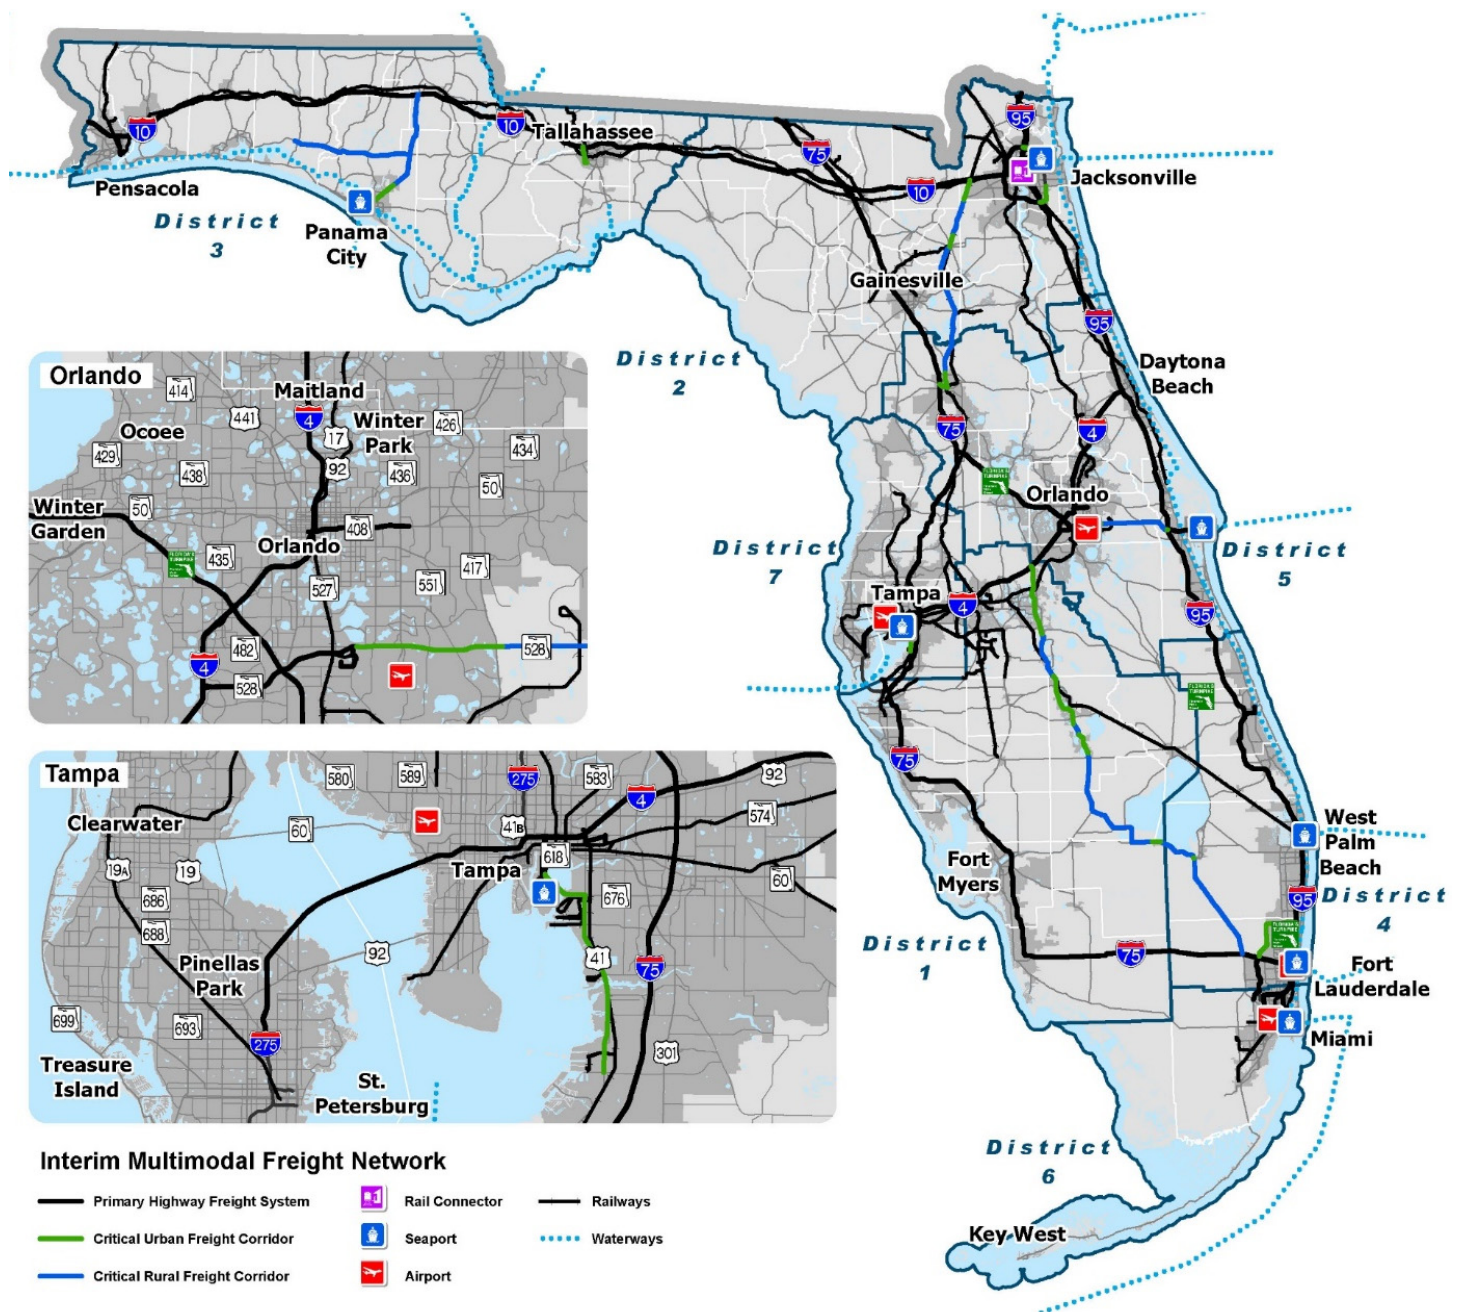 95
10
10
Tallahassee
75
95
Jacksonville
10
Pensacola
District
3
Panama
City
Gainesville
95
District
2
Daytona
Beach
75
4
Orlando
District
7
District
5
Tampa
4
95
75
West
Palm
Beach
Fort
Myers
95
District
4
District
1
75
Fort
Lauderdale
Miami
District
6
Key West
Orlando
414
Maitland
441
4
Winter
Park
426
Ocoee
17
434
429
438
92
436
50
Winter
Garden
50
408
Orlando
FLORIDA'S
TURNPIKE
435
417
551
527
482
528
4
528
Tampa
580
589
275
583
92
4
Clearwater
60
41B
574
618
19A
19
Tampa
60
686
676
688
92
41
Pinellas
Park
75
699
693
275
301
Treasure
Island
St.
Petersburg
Interim Multimodal Freight Network
Primary Highway Freight System
Rail Connector
Railways
Critical Urban Freight Corridor
Seaport
Waterways
Critical Rural Freight Corridor
Airport